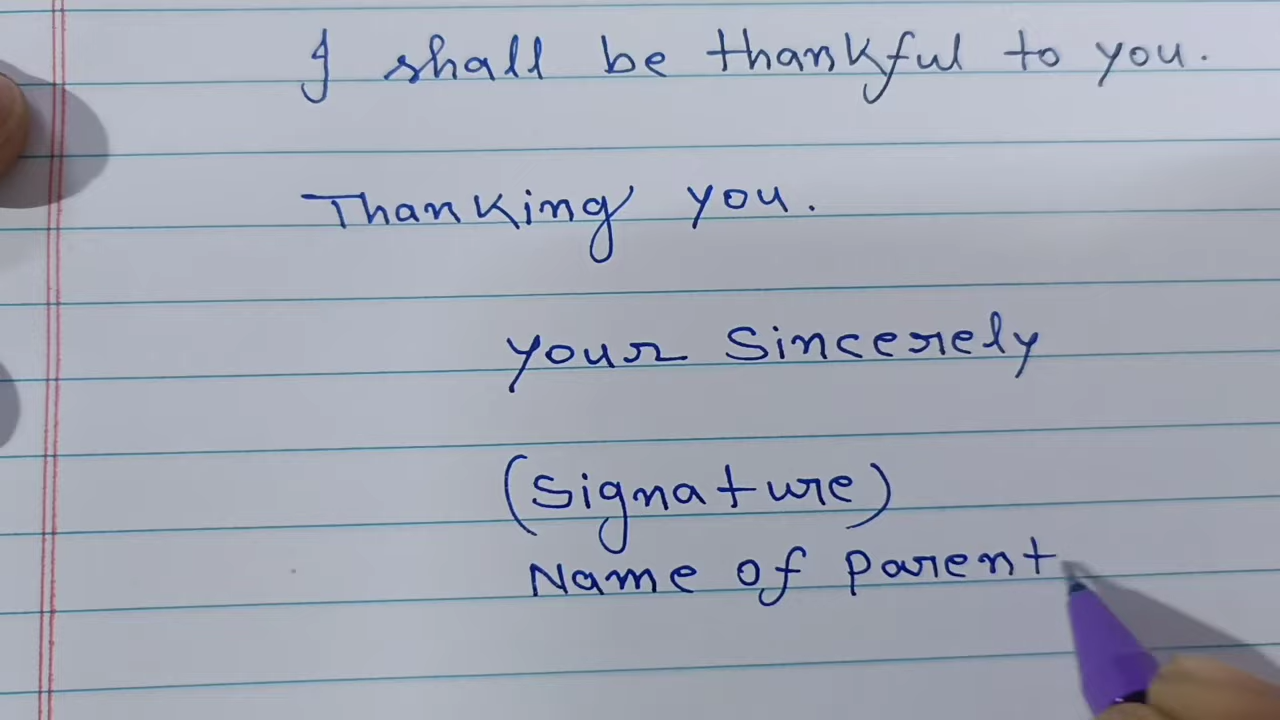 I shall be thankful to you.
Thanking you.
Your Sincerely
(Signature)
Name of Parent